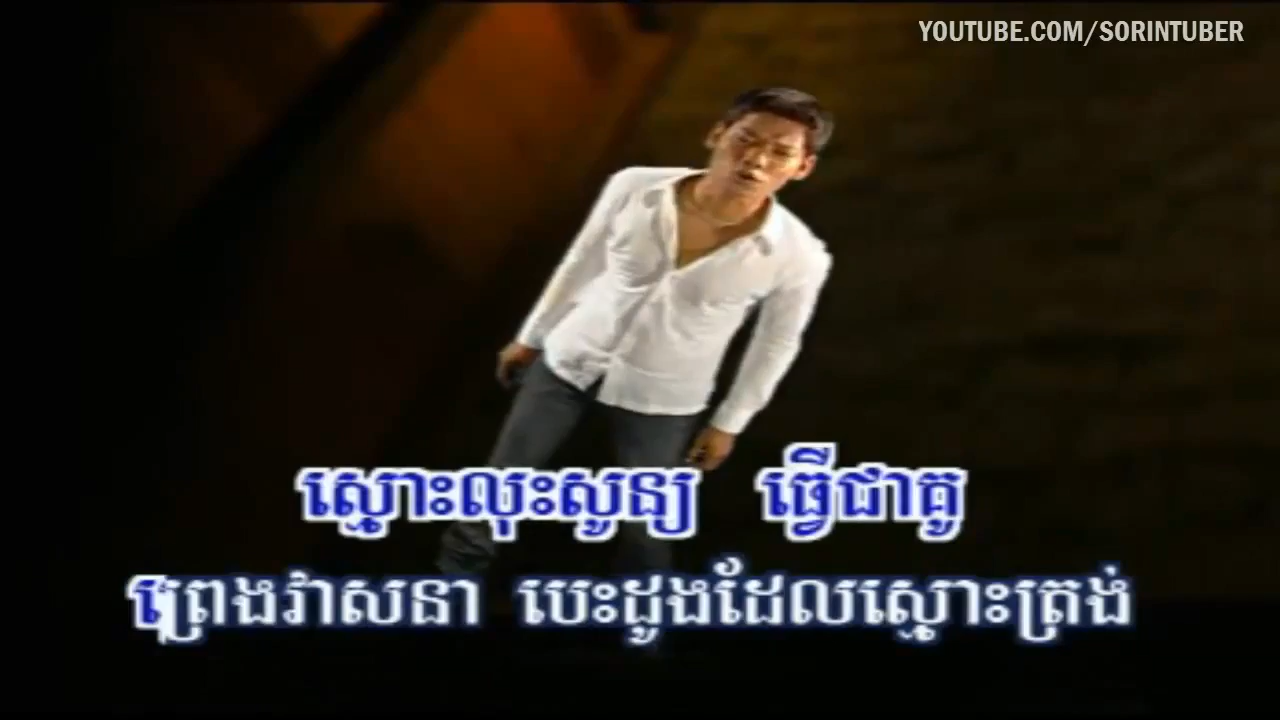 YOUTUBE.COM/SORINTUBER
ស្មោះលុះសូន្យ ធ្វើជាគូ
ព្រេងវាសនា បេះដូងដែលស្មោះត្រង់